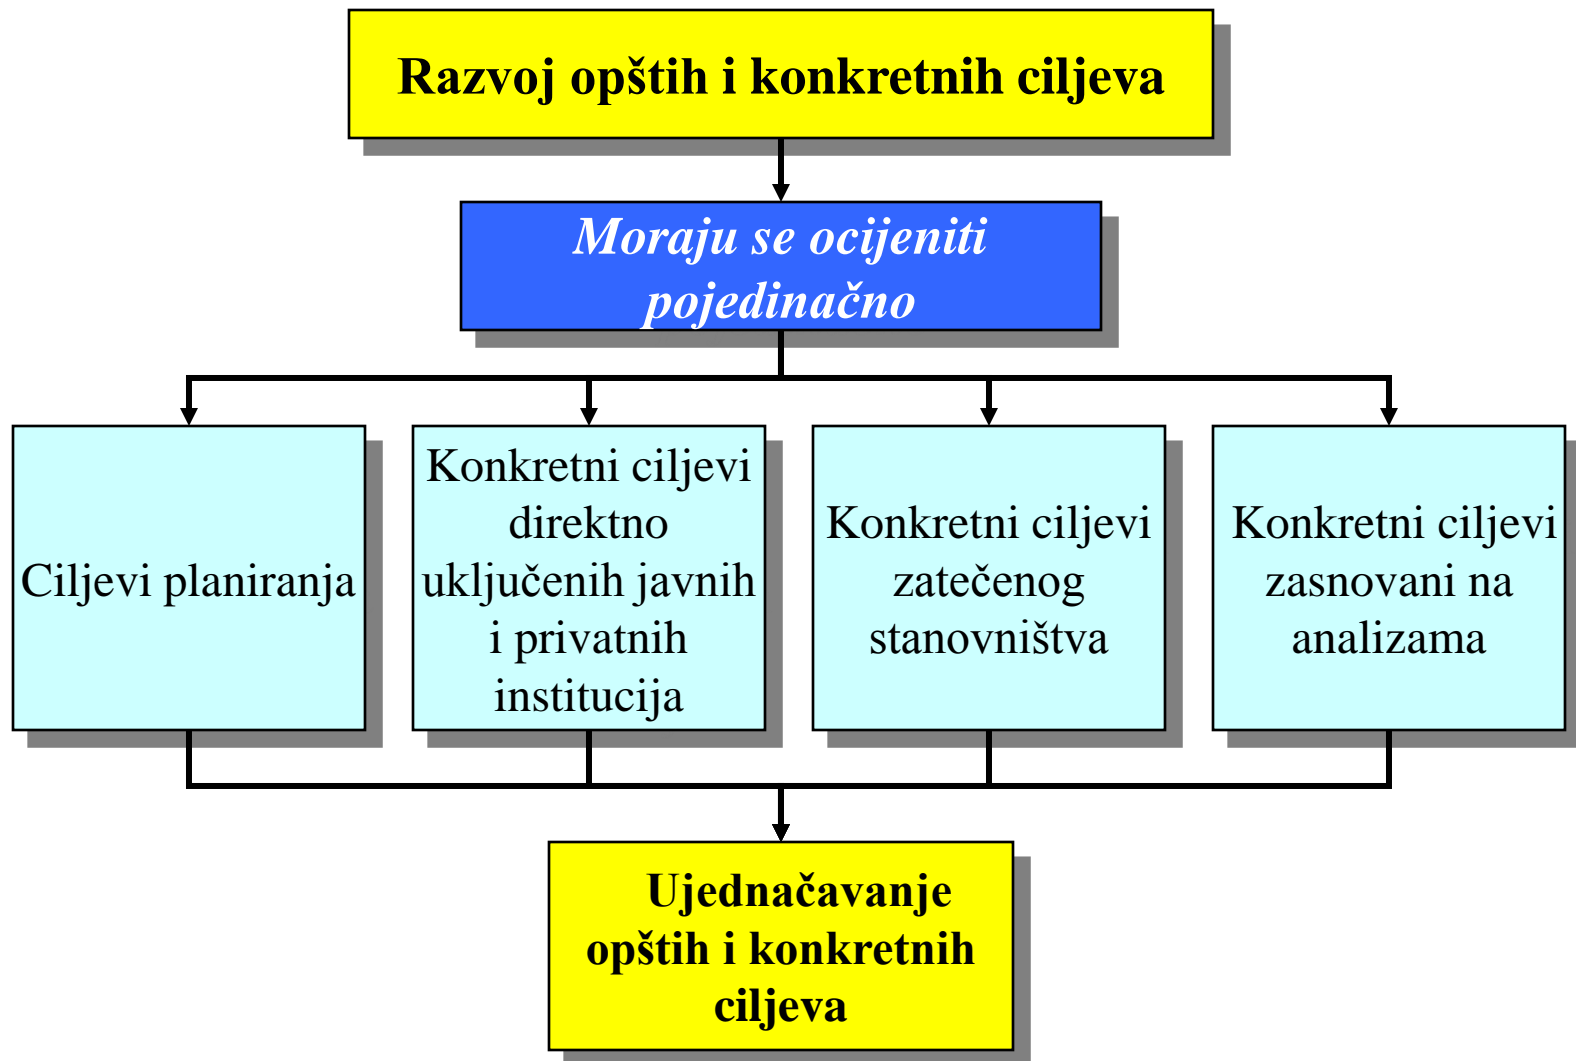 Razvoj opštih i konkretnih ciljeva
Moraju se ocijeniti
pojedinačno
Ciljevi planiranja
Konkretni ciljevi
direktno
uključenih javnih
i privatnih
institucija
Konkretni ciljevi
zatečenog
stanovništva
Konkretni ciljevi
zasnovani na
analizama
Ujednačavanje
opštih i konkretnih
ciljeva